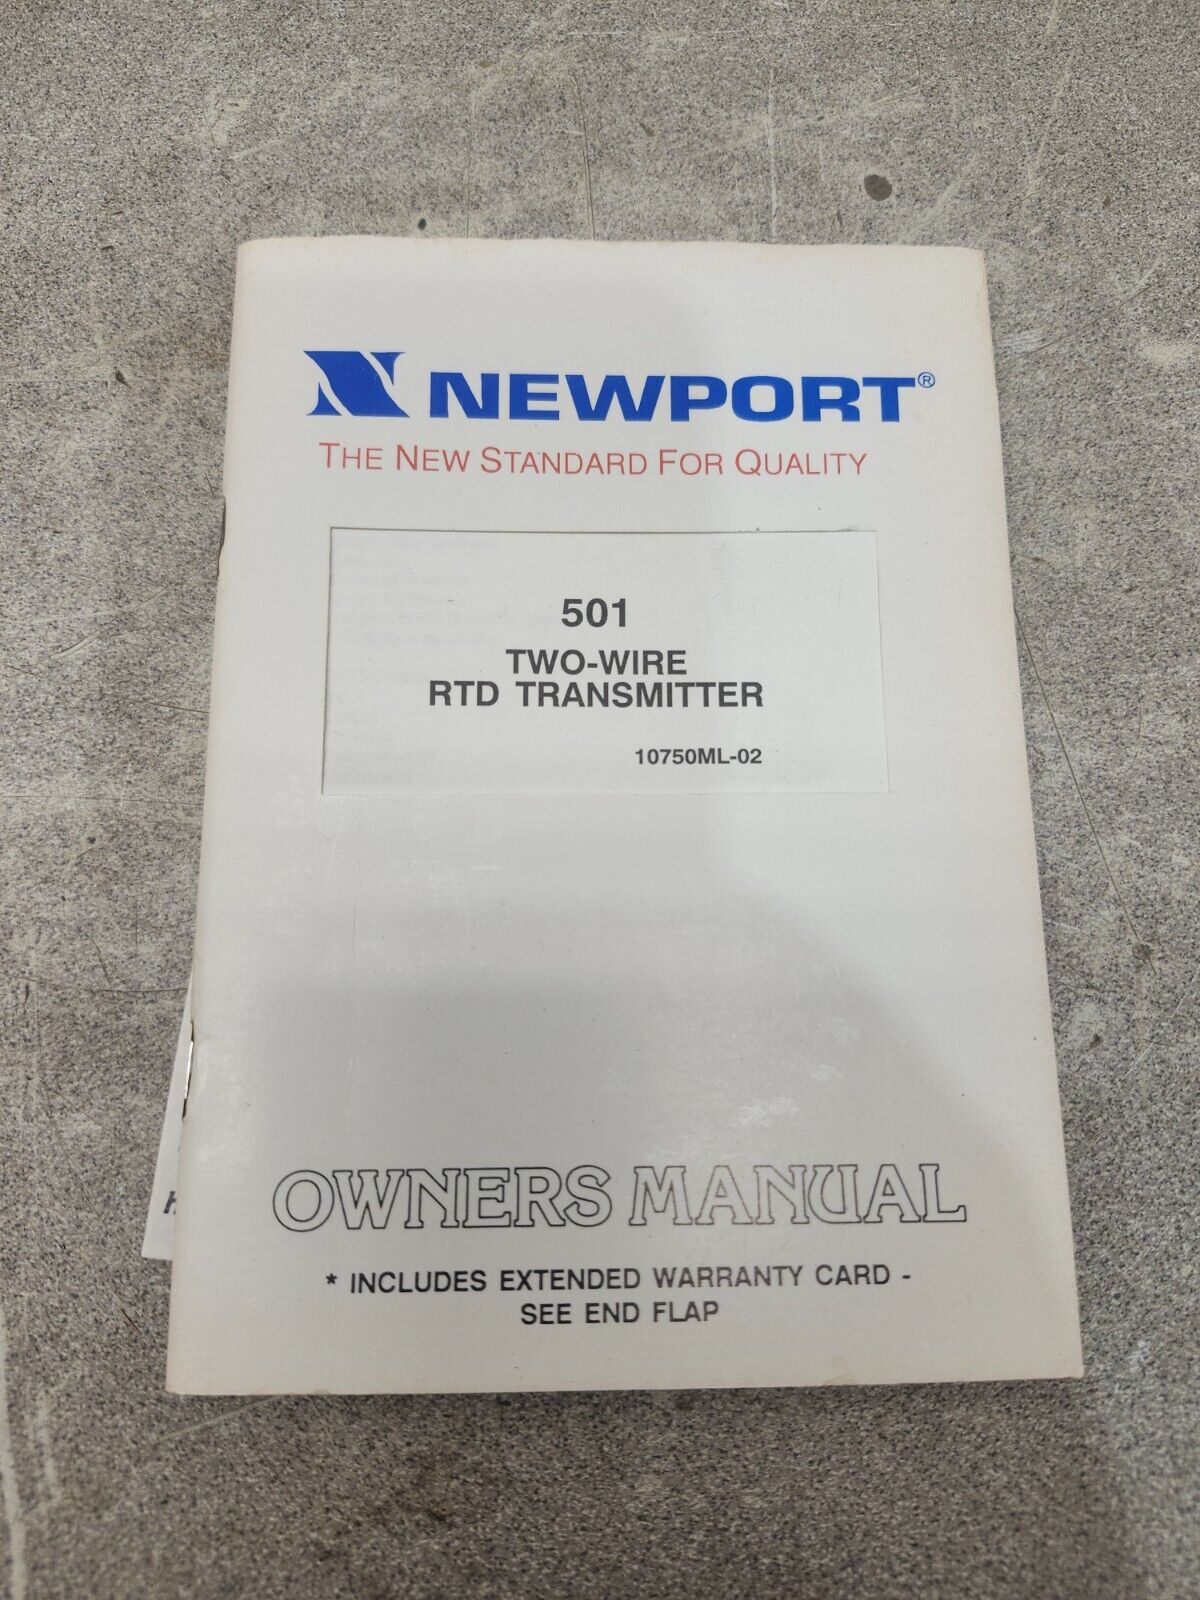 NEWPORT®
THE NEW STANDARD FOR QUALITY
501
TWO-WIRE
RTD TRANSMITTER
10750ML-02
OWNERS MANUAL
* INCLUDES EXTENDED WARRANTY CARD -
SEE END FLAP